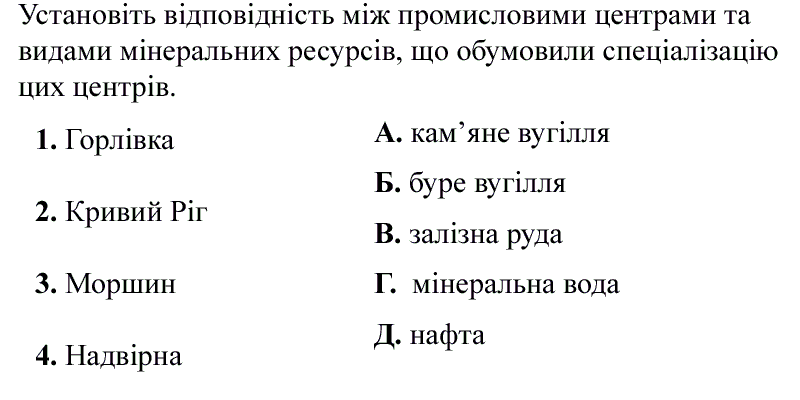 Установіть відповідність між промисловими центрами та
видами мінеральних ресурсів, що обумовили спеціалізацію
цих центрів.
1. Горлівка
2. Кривий Ріг
3. Моршин
4. Надвірна
А. кам’яне вугілля
Б. буре вугілля
В. залізна руда
Г. мінеральна вода
Д. нафта